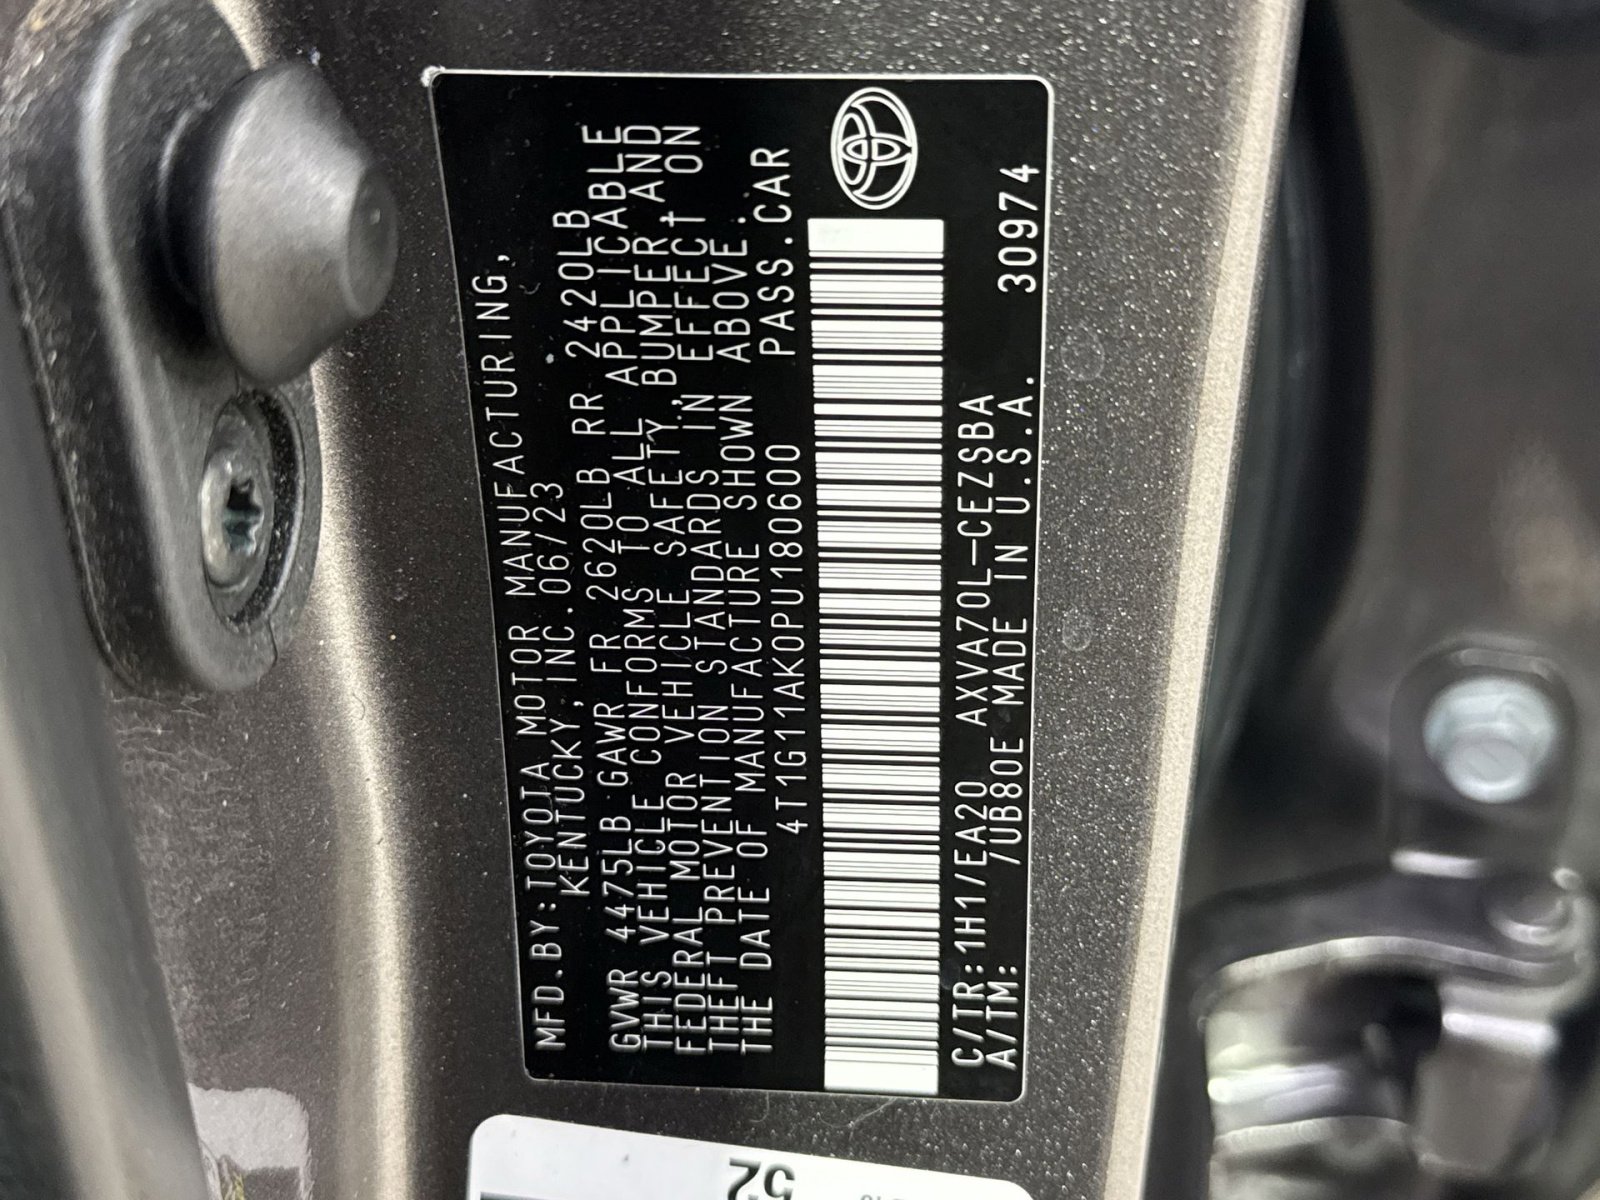 MFD.BY:TOYOTA MOTOR MANUFACTURING,
KENTUCKY,INC.06/23
GVWR 4475LB GAWR FR 2620LB RR 2420LB
THIS VEHICLE CONFORMS TO ALL APPLICABLE
FEDERAL MOTOR VEHICLE SAFETY, BUMPER, AND
THEFT PREVENTION STANDARDS IN EFFECT ON
THE DATE OF MANUFACTURE SHOWN ABOVE.
4T1G11AK0PU180600 PASS.CAR
C/TR:1H1/EA20 AXVA70L-CEZSBA
A/TM: /UB80E MADE IN U.S.A. 30974
52